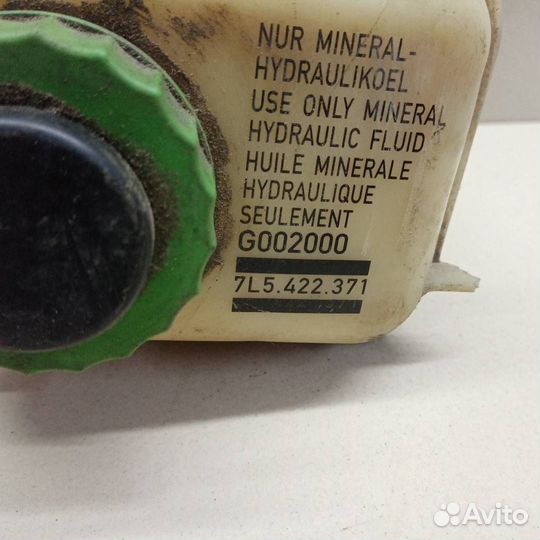 NUR MINERAL-
HYDRAULIKOEL
USE ONLY MINERAL
HYDRAULIC FLUID
HUILE MINERALE
HYDRAULIQUE
SEULEMENT
G002000
7L5.422.371
Avito